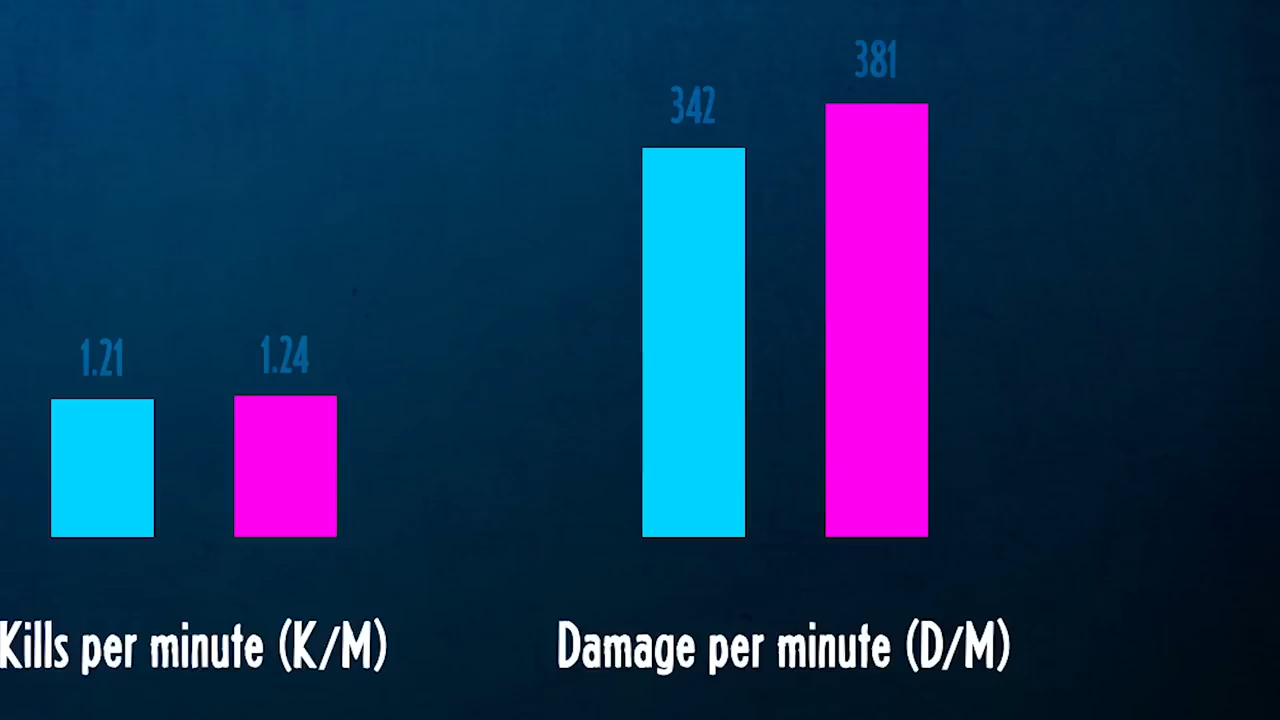 381
342
1.21
1.24
Kills per minute (K/M)
Damage per minute (D/M)